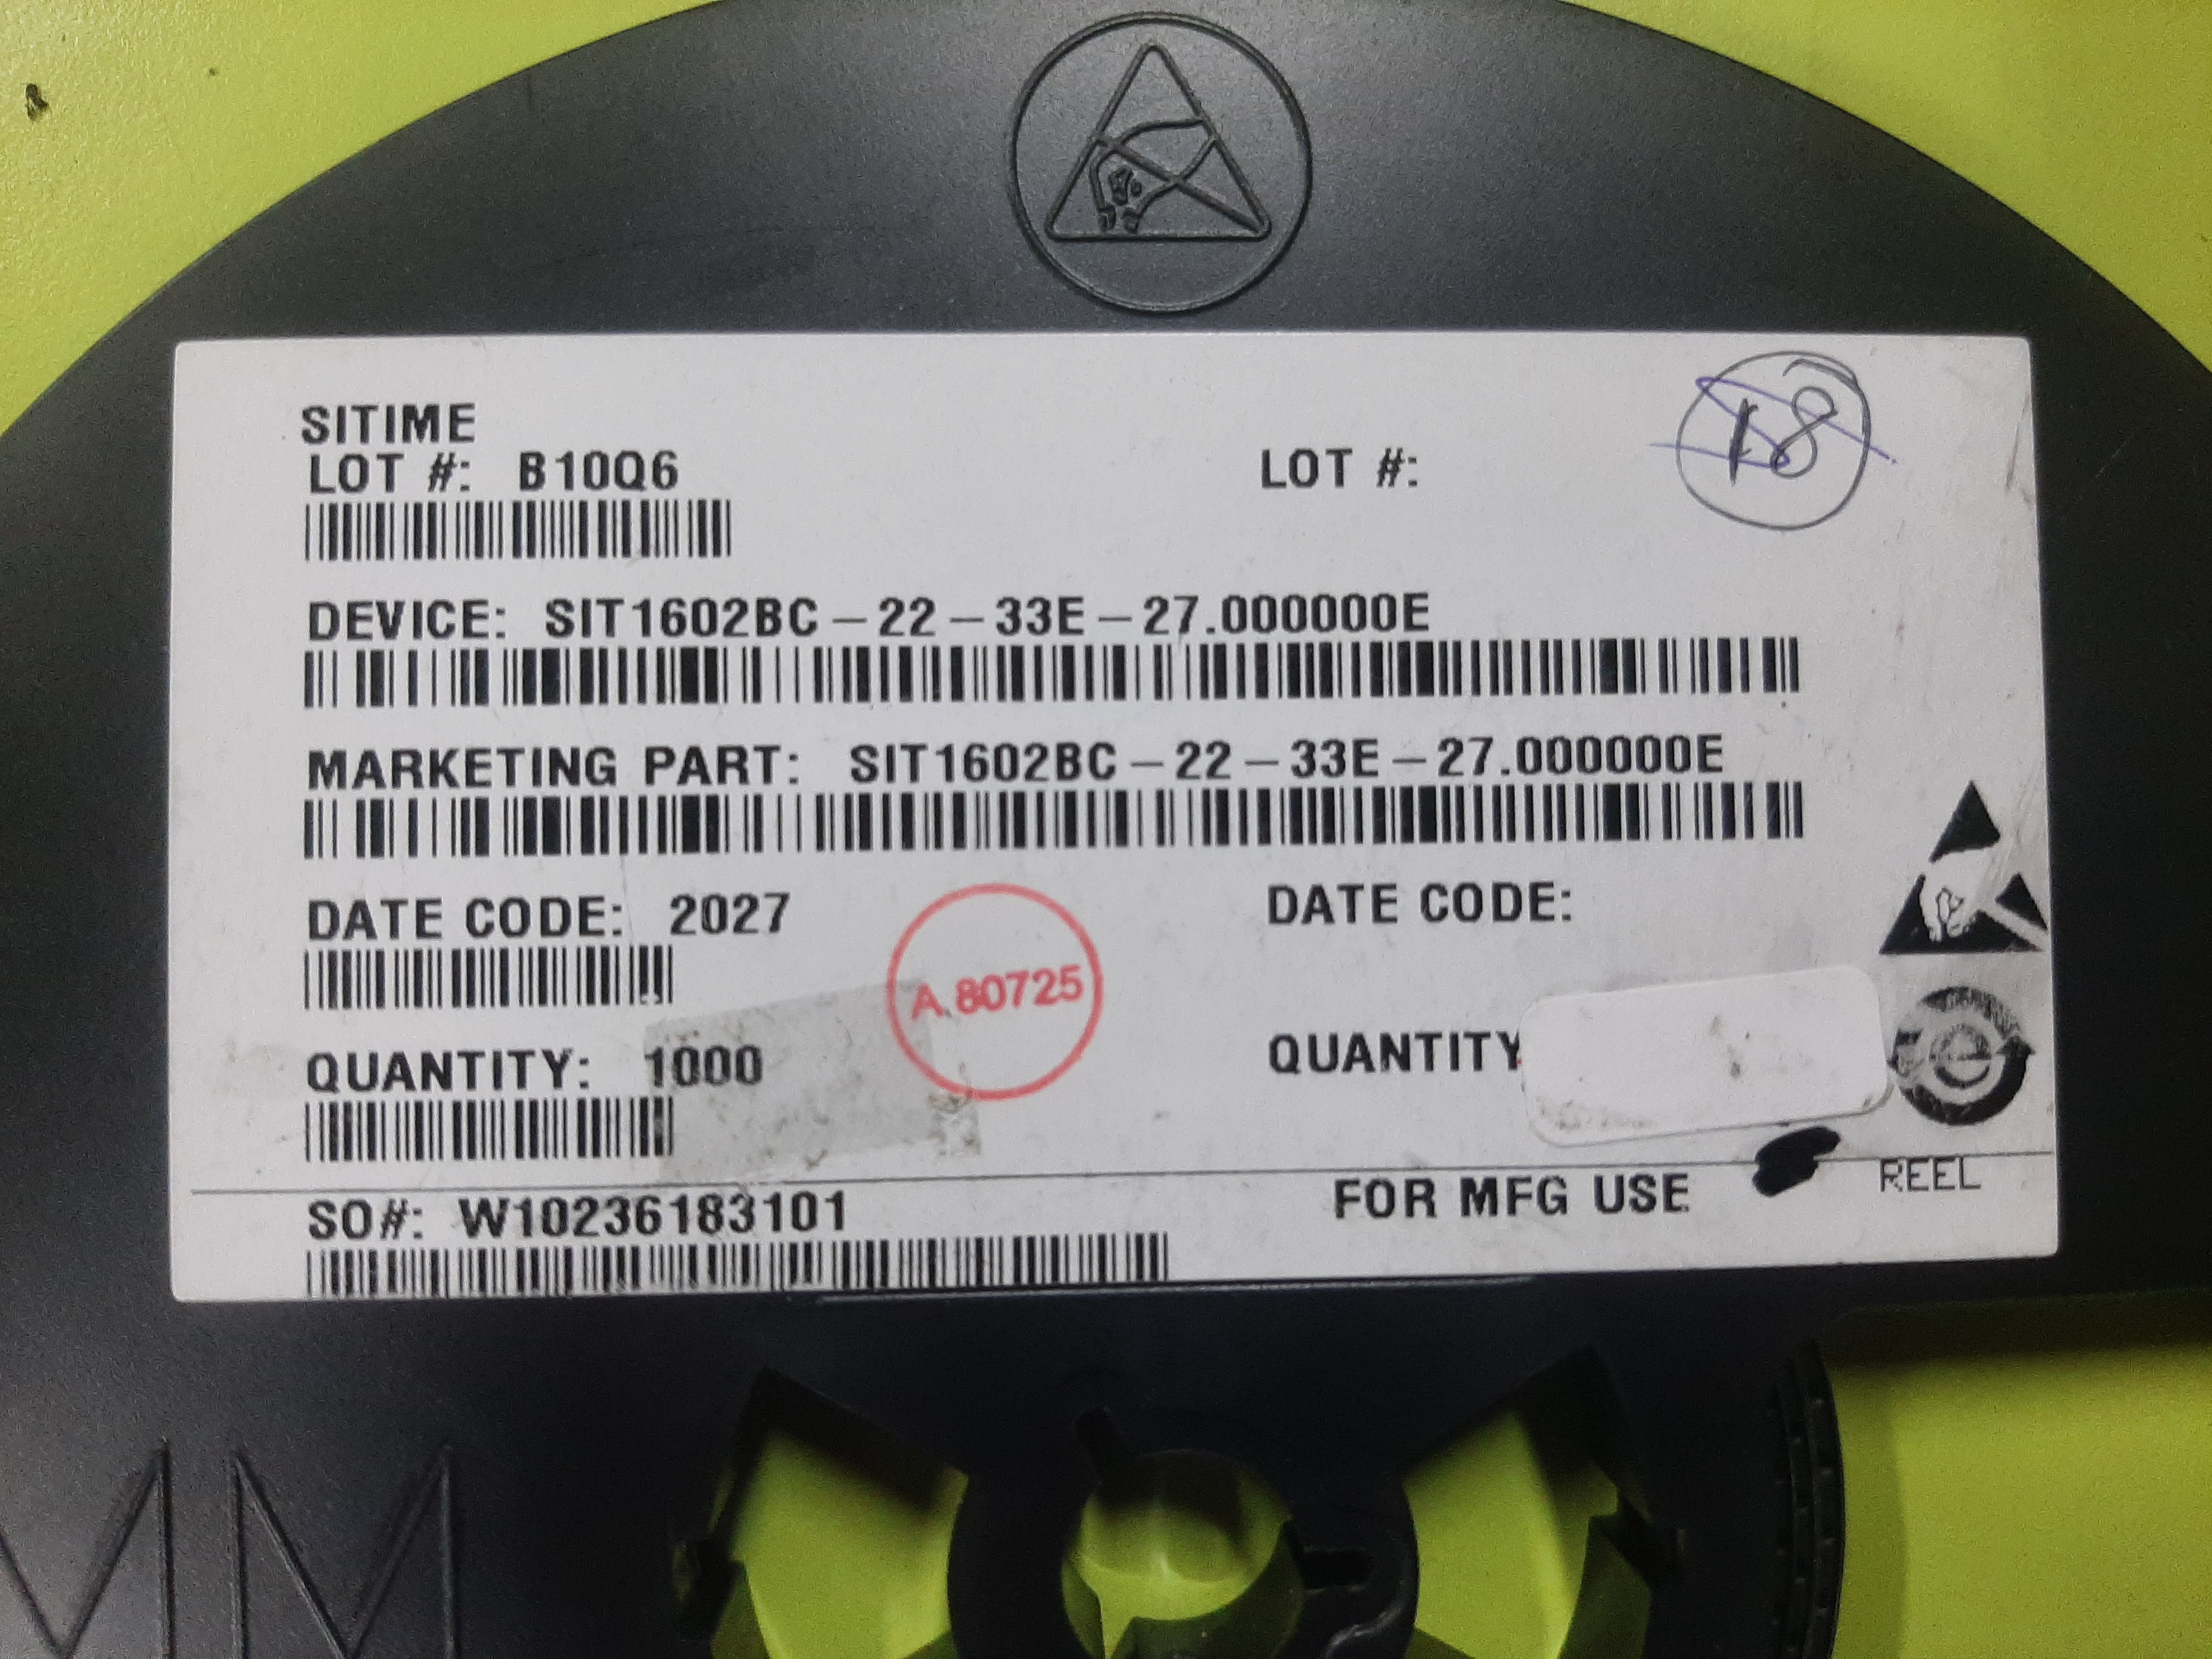 SITIME
LOT #: B10Q6
LOT #:
18
DEVICE: SIT1602BC-22-33E-27.000000E
MARKETING PART: SIT1602BC-22-33E-27.000000E
DATE CODE: 2027
DATE CODE:
A.80725
QUANTITY: 1000
QUANTITY
e
SO#: W10236183101
FOR MFG USE
REEL
MM